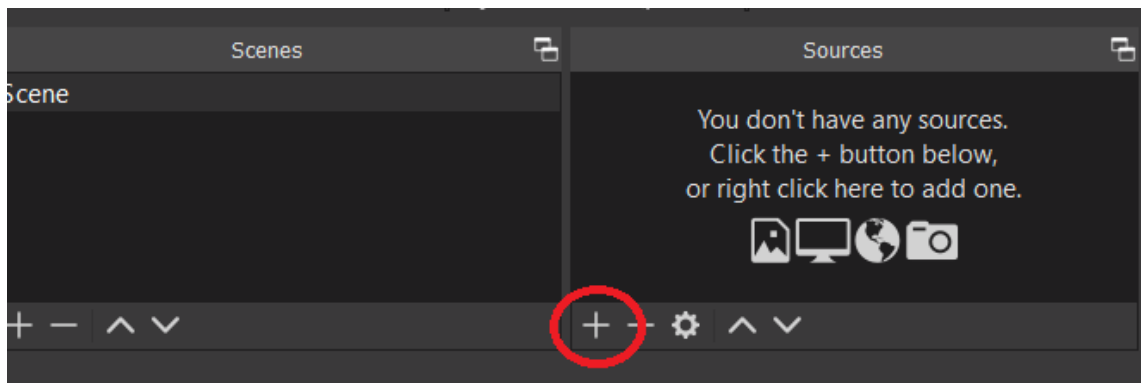 Scenes
Sources
Scene
You don't have any sources.
Click the + button below,
or right click here to add one.